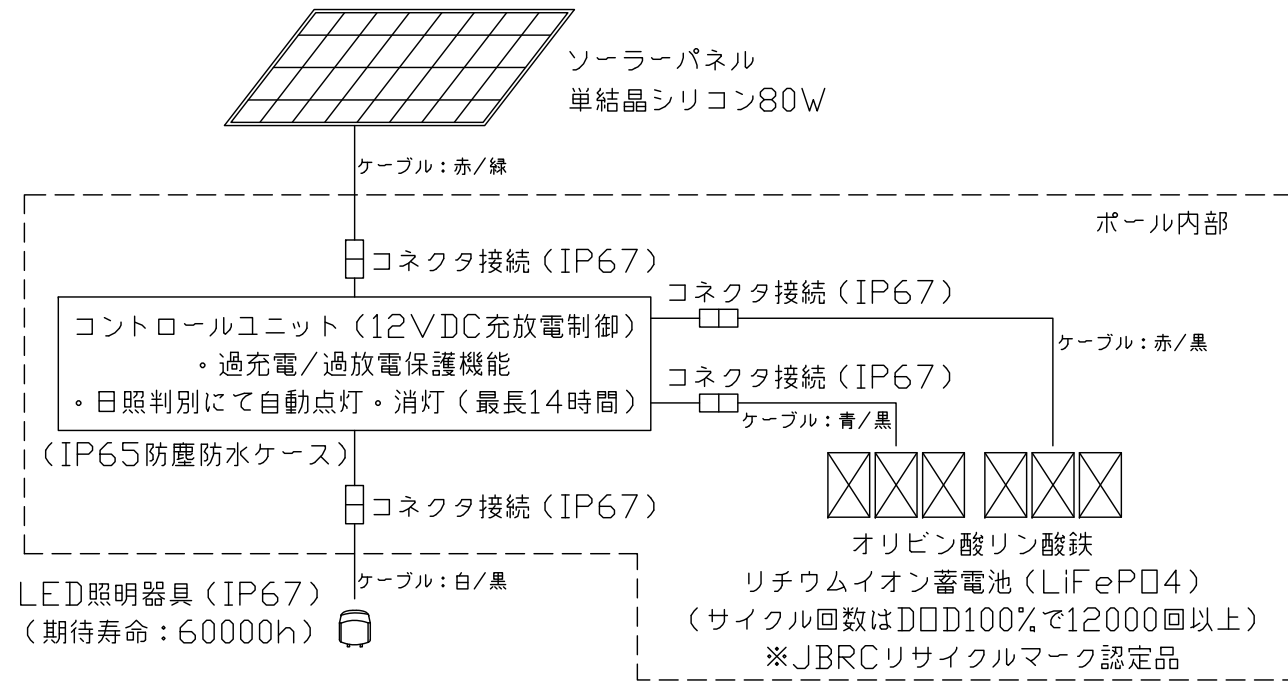 ソーラーパネル
単結晶シリコン80W
ケーブル：赤/緑
ポール内部
コネクタ接続（IP67）
コネクタ接続（IP67）
コントロールユニット（12VDC充放電制御）
・過充電/過放電保護機能
・日照判別にて自動点灯・消灯（最長14時間）
ケーブル：赤/黒
コネクタ接続（IP67）
ケーブル：青/黒
（IP65防塵防水ケース）
コネクタ接続（IP67）
オリビン酸リン酸鉄
リチウムイオン蓄電池（LiFePO4）
（サイクル回数はDOD100%で12000回以上）
※JBRCリサイクルマーク認定品
ケーブル：白/黒
LED照明器具（IP67）
（期待寿命：60000h）